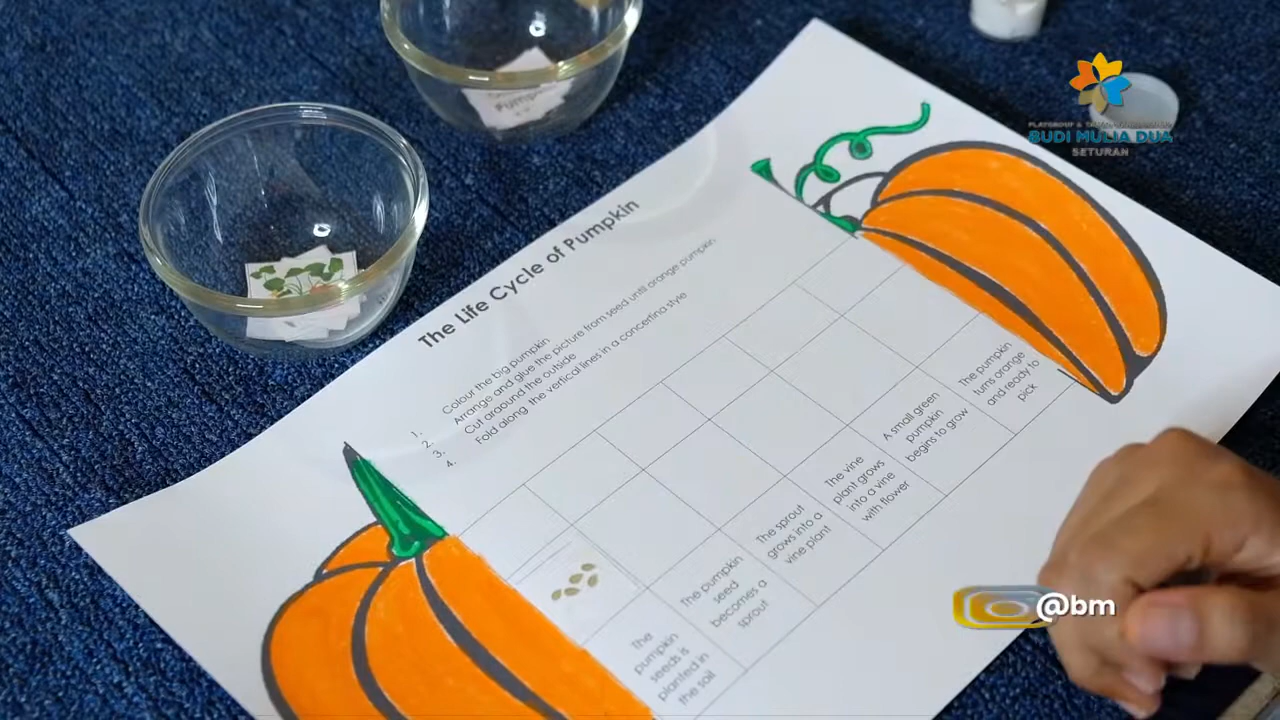 The Life Cycle of Pumpkin
1. Colour the big pumpkin
2. Arrange and glue the picture from seed until orange pumpkin
3. Cut around the outside
4. Fold along the vertical lines in a concertina style
The
pumpkin
seeds is
planted in
the soil
The pumpkin
seed
becomes a
sprout
The sprout
grows into a
vine plant
The vine
plant grows
into a vine
with flower
A small green
pumpkin
begins to grow
The pumpkin
turns orange
and ready to
pick
BUDI MULIA DUA
SETURAN
@bm